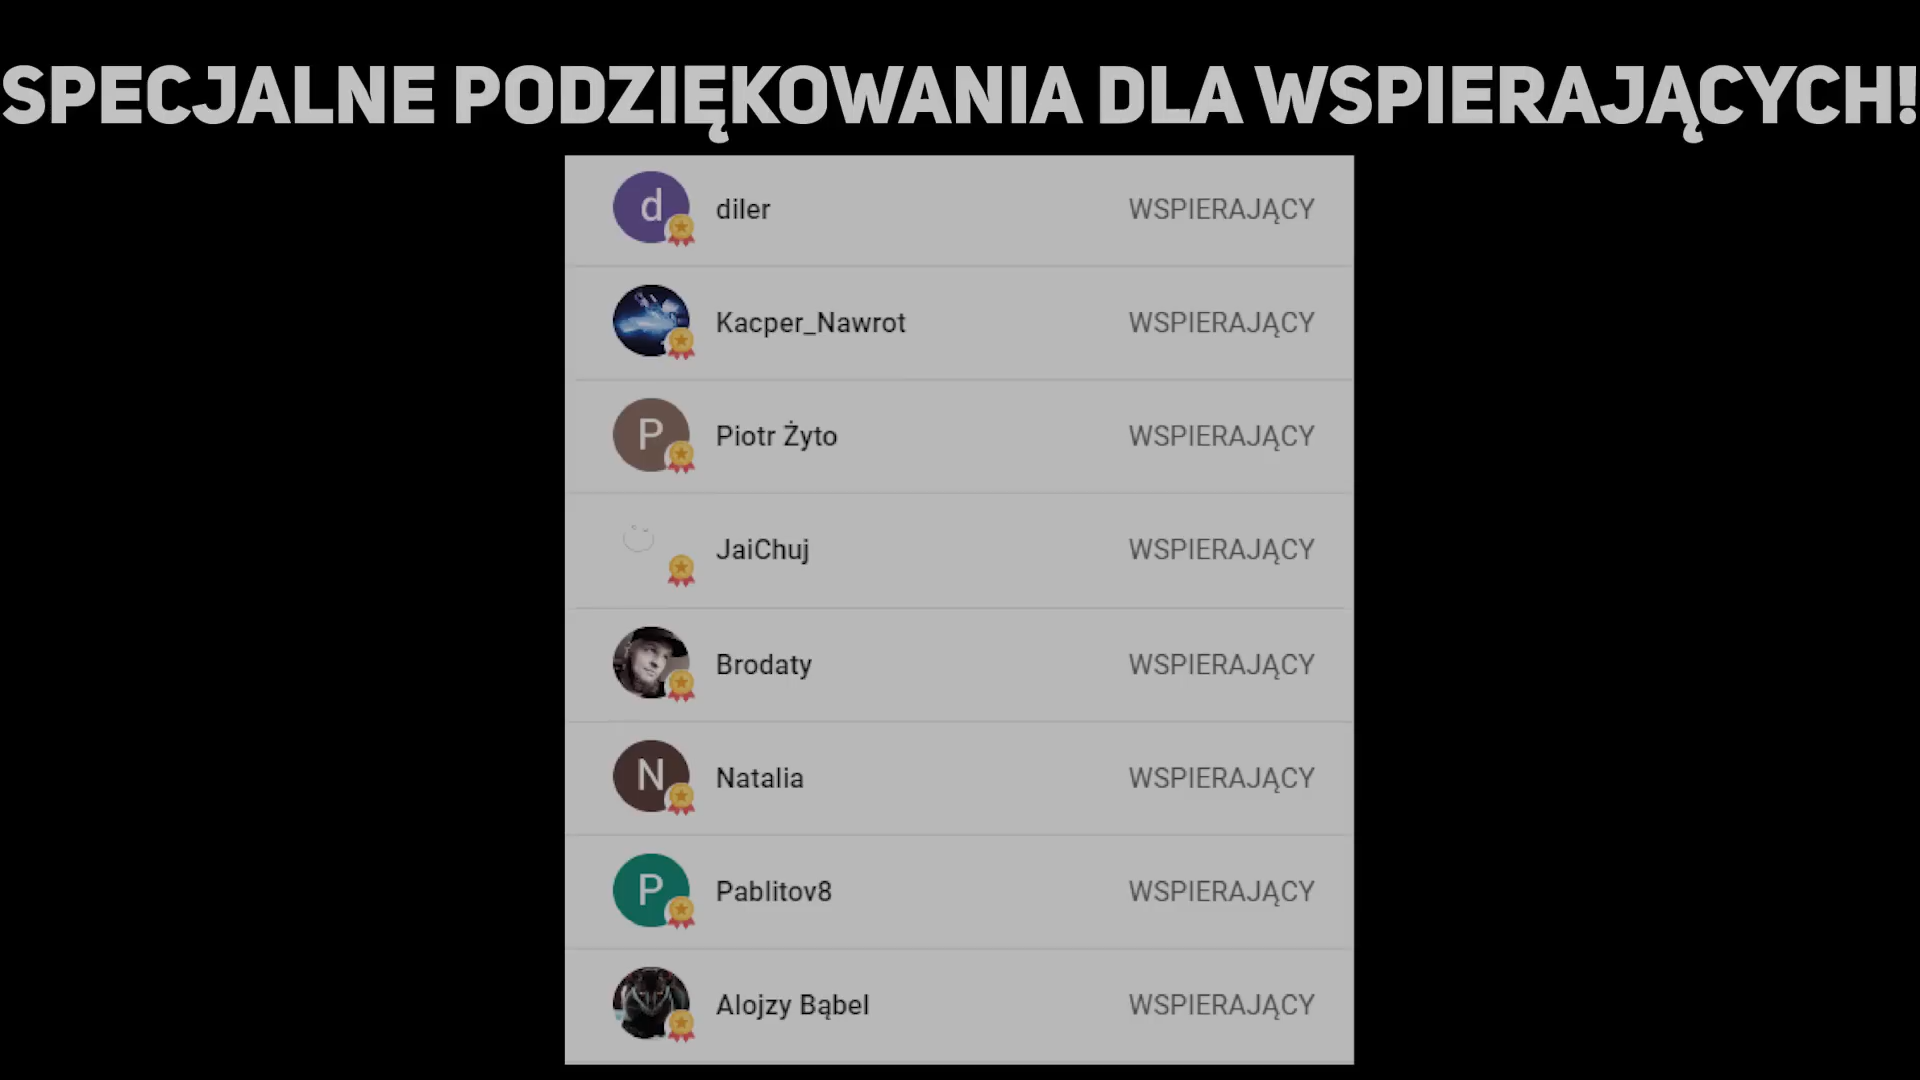 SPECJALNE PODZIĘKOWANIA DLA WSPIERAJĄCYCH!
d diler WSPIERAJĄCY
Kacper_Nawrot WSPIERAJĄCY
P Piotr Żyto WSPIERAJĄCY
JaiChuj WSPIERAJĄCY
Brodaty WSPIERAJĄCY
N Natalia WSPIERAJĄCY
P Pablitov8 WSPIERAJĄCY
Alojzy Bąbel WSPIERAJĄCY